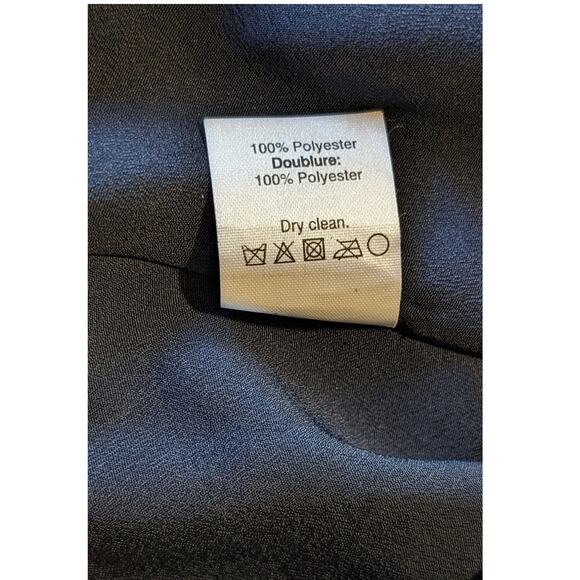 100% Polyester
Doublure:
100% Polyester
Dry clean.